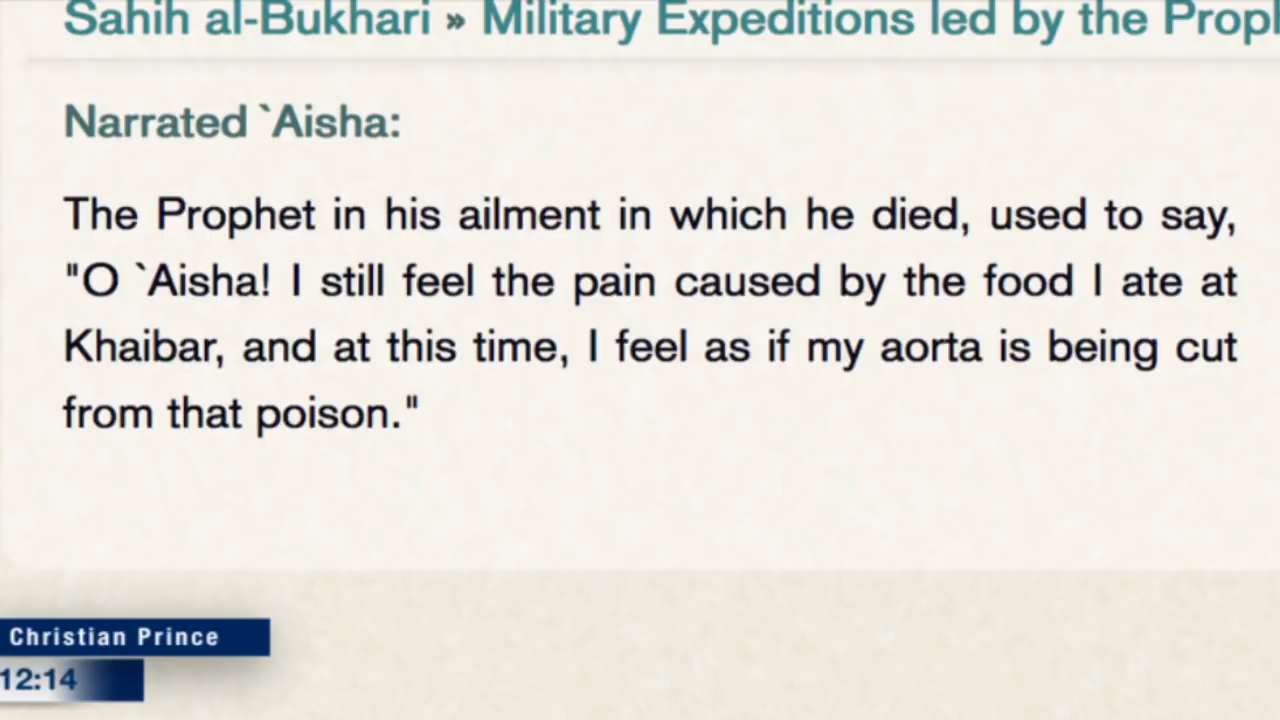 Sahih al-Bukhari » Military Expeditions led by the Proph
Narrated `Aisha:
The Prophet in his ailment in which he died, used to say,
"O `Aisha! I still feel the pain caused by the food I ate at
Khaibar, and at this time, I feel as if my aorta is being cut
from that poison."
Christian Prince
12:14